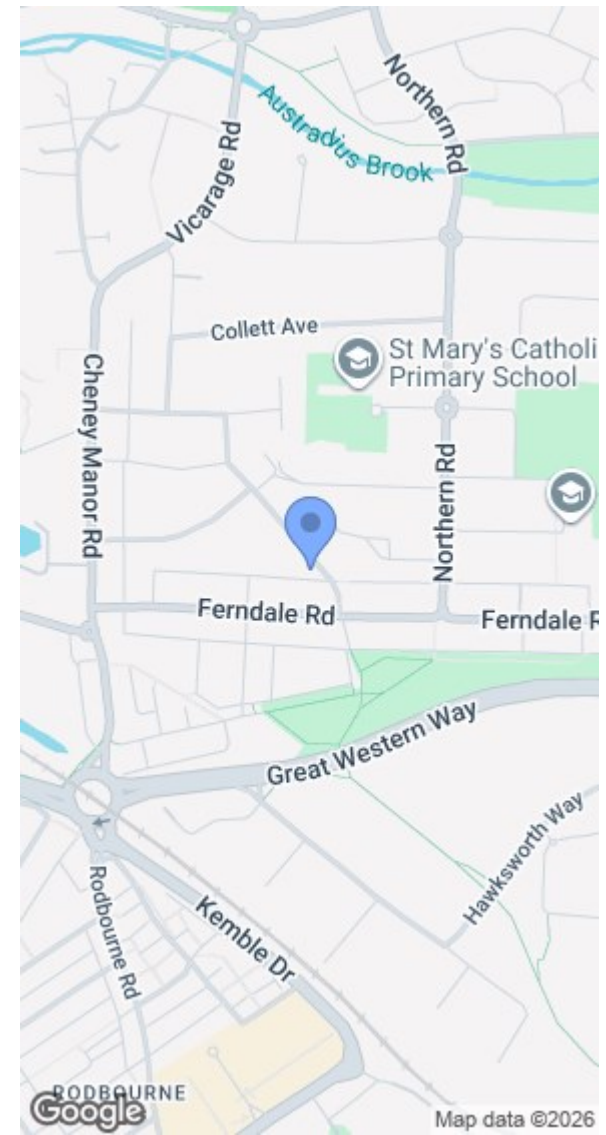 Northern Rd
Australvus Brook
Vicarage Rd
Collett Ave
St Mary's Catholi
Primary School
Cheney Manor Rd
Northern Rd
Ferndale Rd
Ferndale R
Great Western Way
Hawksworth Way
Rodbourne Rd
Kemble Dr
RODBOURNE
Google
Map data ©2026